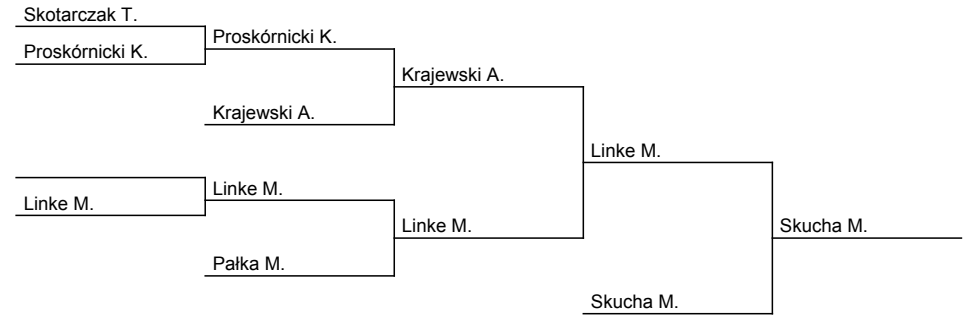 Skotarczak T.
Proskórnicki K.
Proskórnicki K.
Krajewski A.
Krajewski A.
Linke M.
Linke M.
Linke M.
Linke M.
Skucha M.
Pałka M.
Skucha M.